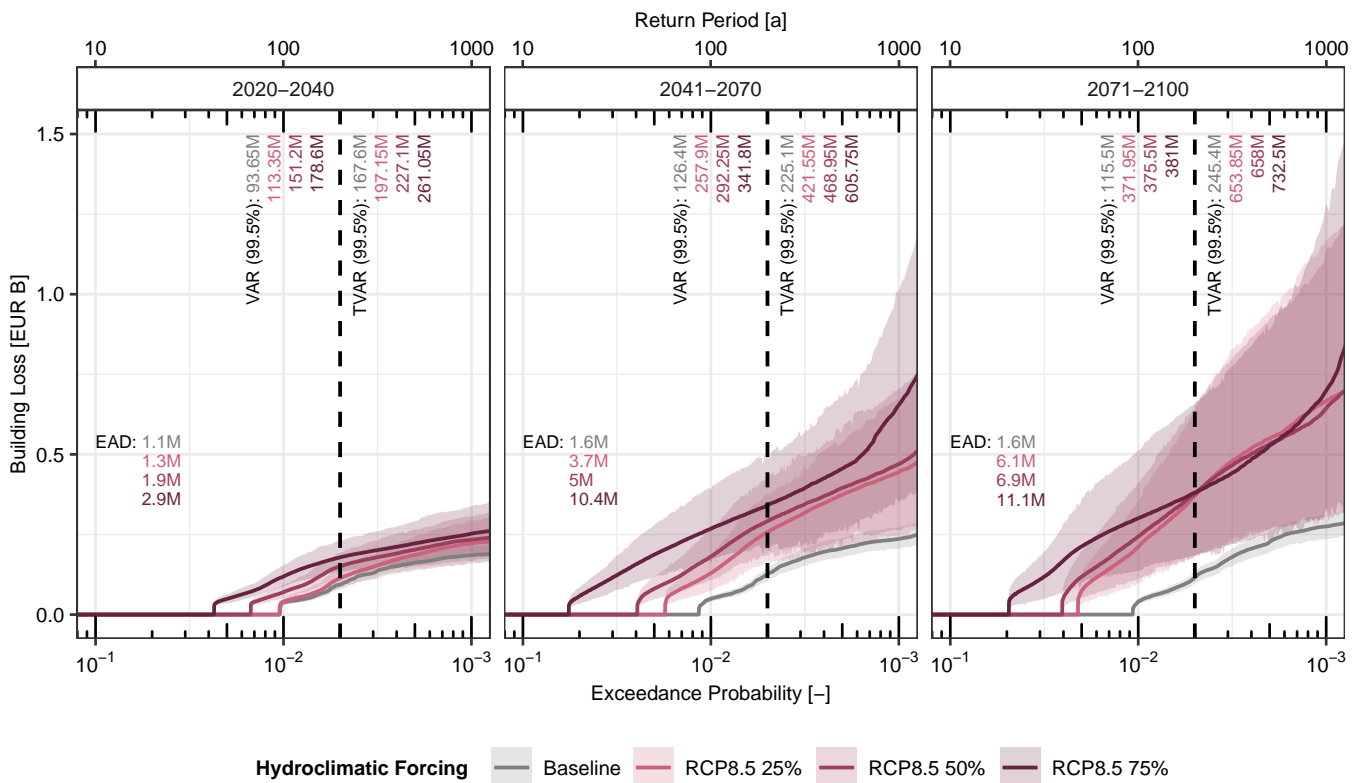 Return Period [a]
10 100 1000 10 100 1000 10 100 1000
2020–2040 2041–2070 2071–2100
Building Loss [EUR B]
1.5
1.0
0.5
0.0
VAR (99.5%): 93.65M
113.35M
151.2M
178.6M
TVAR (99.5%): 167.6M
197.15M
227.1M
261.05M
EAD: 1.1M
1.3M
1.9M
2.9M
VAR (99.5%): 126.4M
257.9M
292.25M
341.8M
TVAR (99.5%): 225.1M
421.55M
468.95M
605.75M
EAD: 1.6M
3.7M
5M
10.4M
VAR (99.5%): 115.5M
371.95M
375.5M
381M
TVAR (99.5%): 245.4M
653.85M
658M
732.5M
EAD: 1.6M
6.1M
6.9M
11.1M
10⁻¹ 10⁻² 10⁻³ 10⁻¹ 10⁻² 10⁻³ 10⁻¹ 10⁻² 10⁻³
Exceedance Probability [–]
Hydroclimatic Forcing Baseline RCP8.5 25% RCP8.5 50% RCP8.5 75%